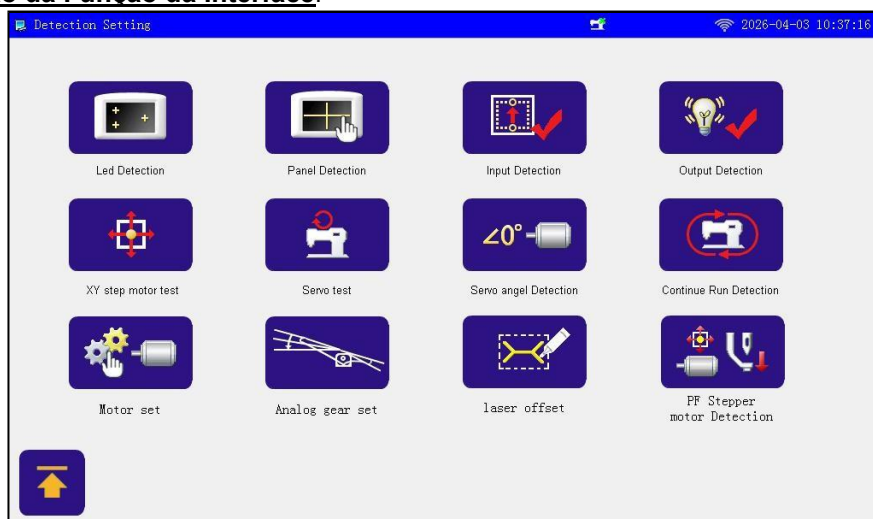 o da Função da Interface:
Detection Setting 2026-04-03 10:37:16
Led Detection Panel Detection Input Detection Output Detection
∠0°
XY step motor test Servo test Servo angel Detection Continue Run Detection
Motor set Analog gear set laser offset PF Stepper
motor Detection